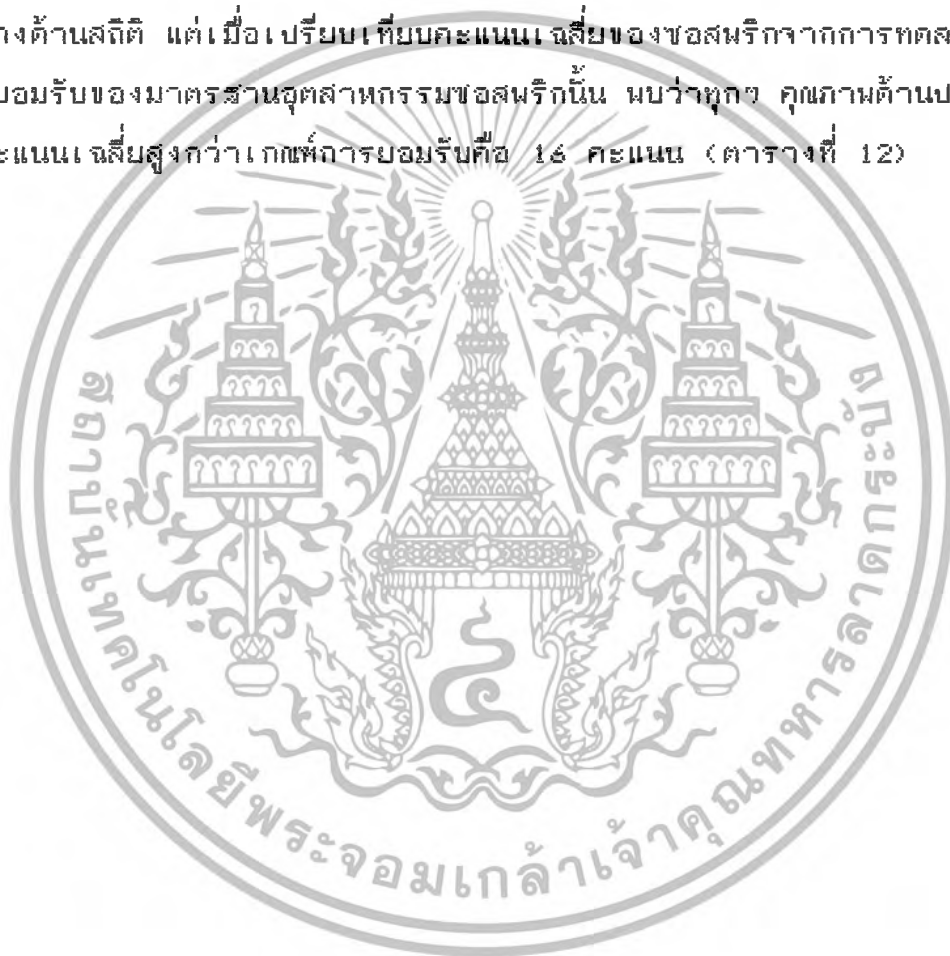 างด้านสถิติ แต่เมื่อเปรียบเทียบคะแนนเฉลี่ยของซอสพริกจากการทดส
ยอมรับของมาตรฐานอุตสาหกรรมซอสพริกนั้น พบว่าทุกๆ คุณภาพด้านป
ะแนนเฉลี่ยสูงกว่าเกณฑ์การยอมรับคือ 16 คะแนน (ตารางที่ 12)
สถาบันเทคโนโลยีพระจอมเกล้าเจ้าคุณทหารลาดกระบัง
๔